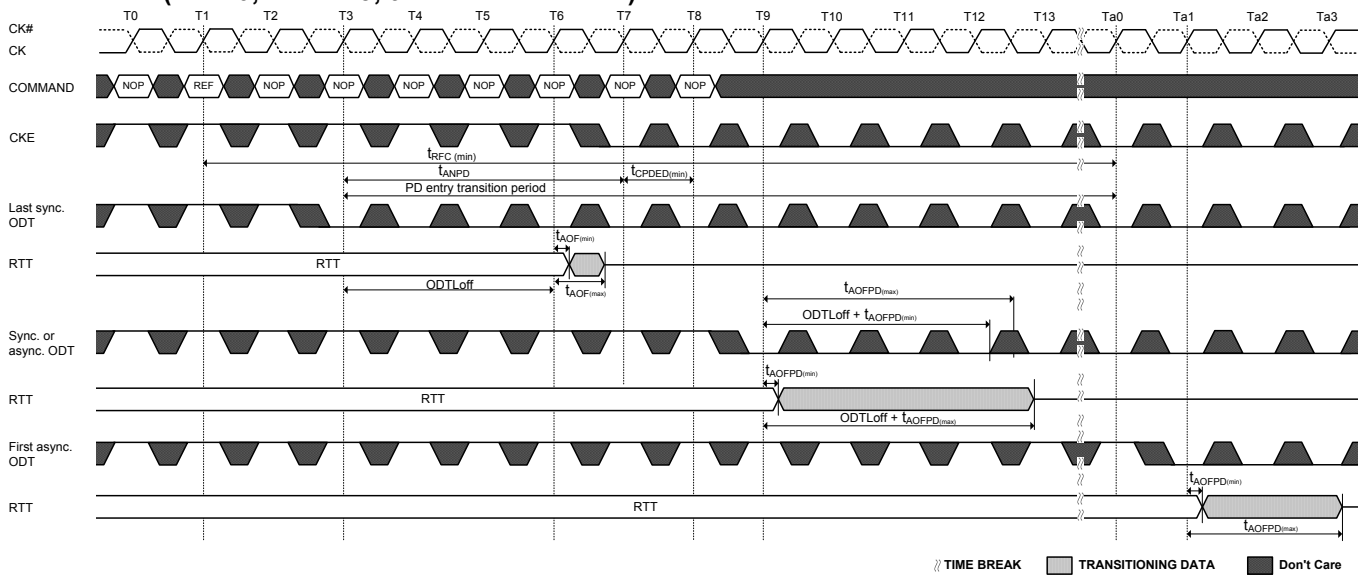 T0 T1 T2 T3 T4 T5 T6 T7 T8 T9 T10 T11 T12 T13 Ta0 Ta1 Ta2 Ta3
CK#
CK
COMMAND NOP REF NOP NOP NOP NOP NOP NOP NOP
CKE
tRFC (min)
tANPD tCPDED(min)
PD entry transition period
Last sync. ODT
tAOF(min)
RTT RTT
ODTLoff tAOF(max)
tAOFPD(max)
ODTLoff + tAOFPD(min)
Sync. or async. ODT
tAOFPD(min)
RTT RTT
ODTLoff + tAOFPD(max)
First async. ODT
tAOFPD(min)
RTT RTT
tAOFPD(max)
TIME BREAK TRANSITIONING DATA Don't Care